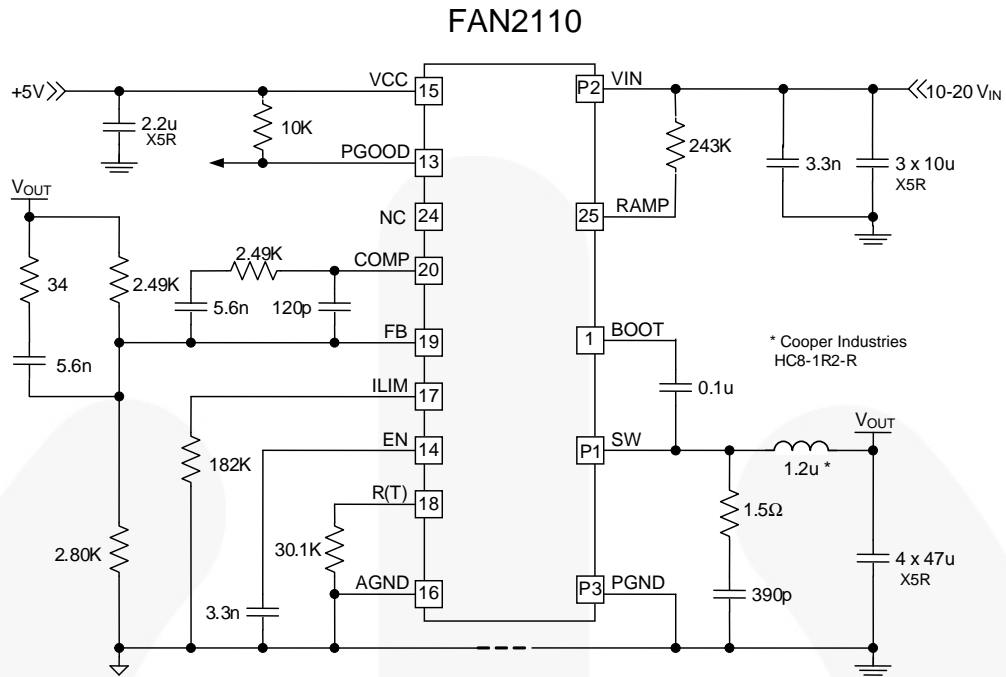 FAN2110
+5V
2.2u
X5R
10K
VCC
15
PGOOD
13
NC
24
COMP
20
FB
19
ILIM
17
EN
14
R(T)
18
AGND
16
VOUT
34
2.49K
5.6n
2.49K
5.6n
120p
2.80K
182K
3.3n
30.1K
P2
VIN
25
RAMP
1
BOOT
P1
SW
P3
PGND
10-20 VIN
243K
3.3n
3 x 10u
X5R
* Cooper Industries
HC8-1R2-R
0.1u
VOUT
1.2u *
1.5Ω
390p
4 x 47u
X5R